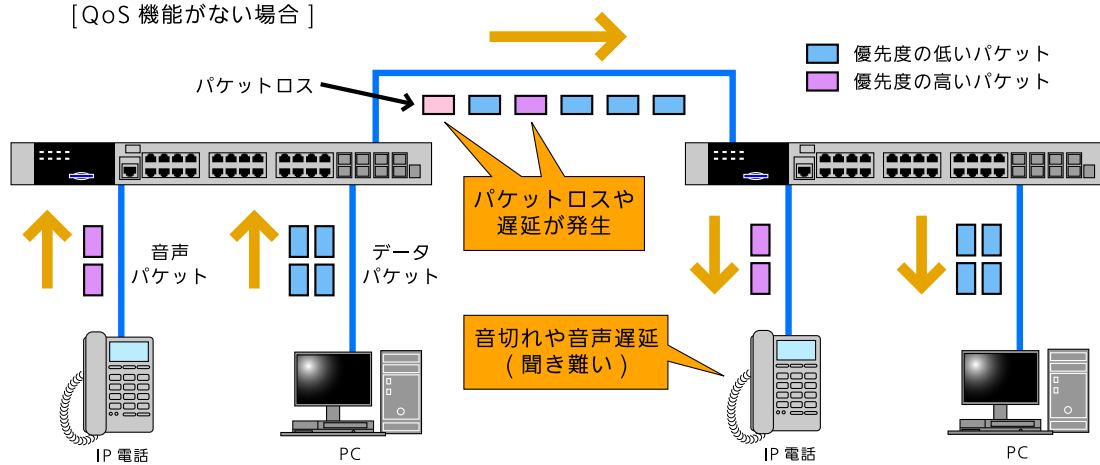 [QoS 機能がない場合]
優先度の低いパケット
優先度の高いパケット
パケットロス
パケットロスや
遅延が発生
音声
パケット
データ
パケット
音切れや音声遅延
(聞き難い)
IP 電話
PC
IP 電話
PC